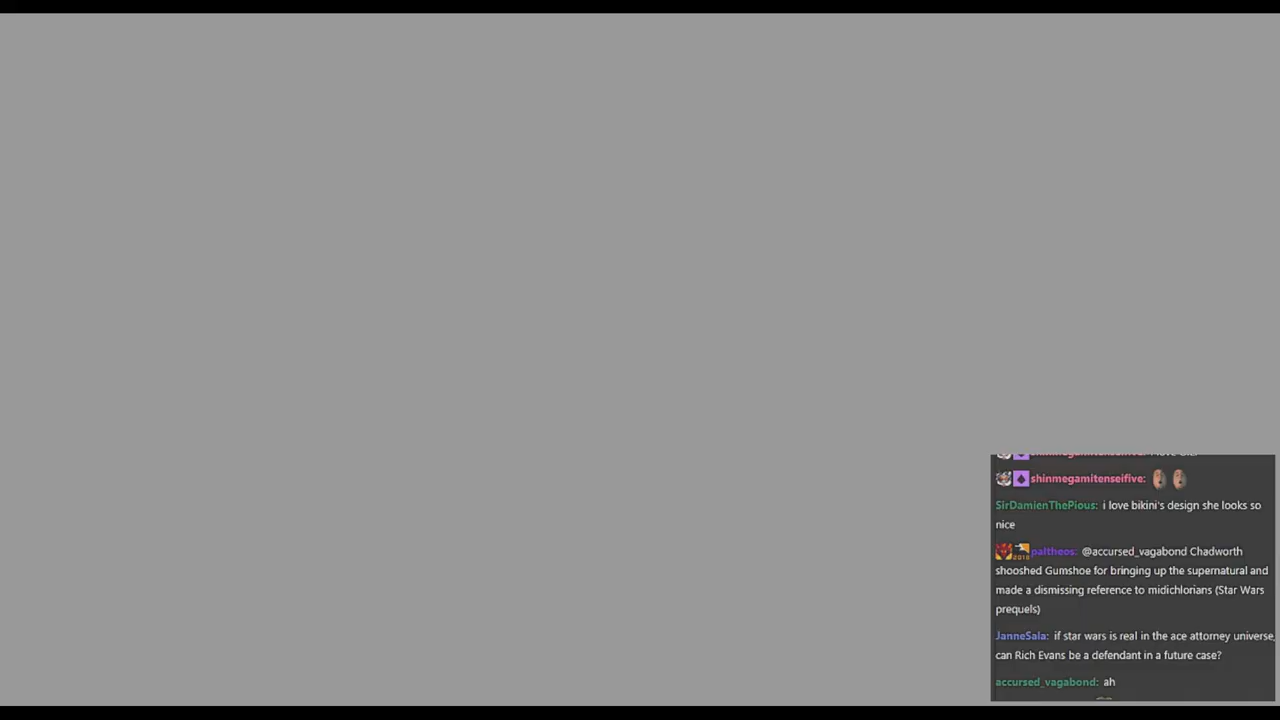 shinmegamitenseifive:
SirDamienThePious: i love bikini's design she looks so
nice
paltheos: @accursed_vagabond Chadworth
shooshed Gumshoe for bringing up the supernatural and
made a dismissing reference to midichlorians (Star Wars
prequels)
JanneSala: if star wars is real in the ace attorney universe,
can Rich Evans be a defendant in a future case?
accursed_vagabond: ah